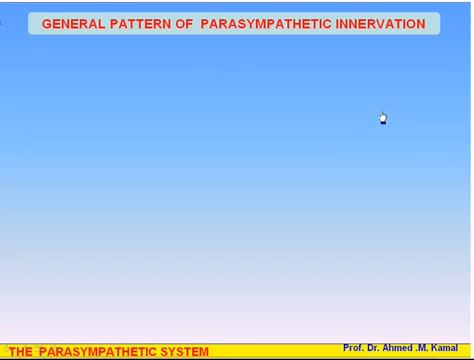 GENERAL PATTERN OF PARASYMPATHETIC INNERVATION
THE PARASYMPATHETIC SYSTEM
Prof. Dr. Ahmed .M. Kamal